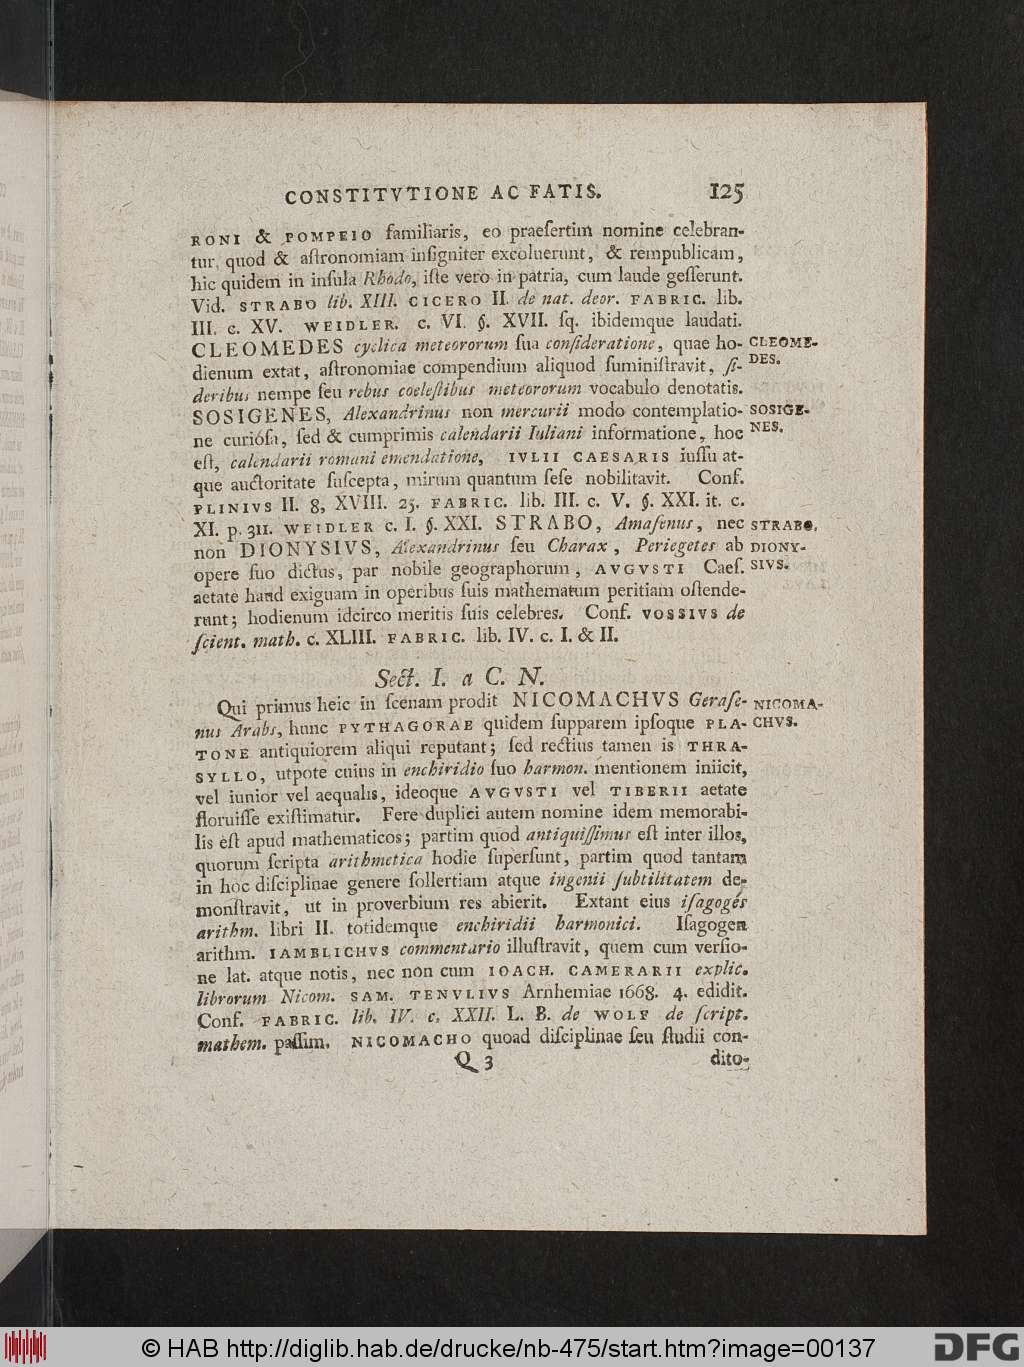 CONSTITVTIONE AC FATIS. 125
RONI & POMPEIO familiaris, eo praeſertim nomine celebran-
tur, quod & aſtronomiam inſigniter excoluerunt, & rempublicam,
hic quidem in inſula Rhodo, iſte vero in patria, cum laude geſſerunt.
Vid. STRABO lib. XIII. CICERO II. de nat. deor. FABRIC. lib.
III. c. XV. WEIDLER. c. VI. §. XVII. ſq. ibidemque laudati.
CLEOMEDES cyclica meteororum ſua conſideratione, quae ho- CLEOME-
dienum extat, aſtronomiae compendium aliquod ſuminiſtravit, ſi- DES.
deribus nempe ſeu rebus coeleſtibus meteororum vocabulo denotatis.
SOSIGENES, Alexandrinus non mercurii modo contemplatio- SOSIGE-
ne curióſa, ſed & cumprimis calendarii Iuliani informatione, hoc NES.
eſt, calendarii romani emendatione, IVLII CAESARIS iuſſu at-
que auctoritate ſuſcepta, mirum quantum ſeſe nobilitavit. Conf.
PLINIVS II. 8, XVIII. 25. FABRIC. lib. III. c. V. §. XXI. it. c.
XI. p. 311. WEIDLER c. I. §. XXI. STRABO, Amaſenus, nec STRABO,
non DIONYSIVS, Alexandrinus ſeu Charax, Periegetes ab DIONY-
opere ſuo dictus, par nobile geographorum, AVGVSTI Caeſ. SIVS.
aetate haud exiguam in operibus ſuis mathematum peritiam oſtende-
runt; hodienum idcirco meritis ſuis celebres. Conf. VOSSIVS de
ſcient. math. c. XLIII. FABRIC. lib. IV. c. I. & II.
Sect. I. a C. N.
Qui primus heic in ſcenam prodit NICOMACHVS Geraſe- NICOMA-
nus Arabs, hunc PYTHAGORAE quidem ſupparem ipſoque PLA- CHVS.
TONE antiquiorem aliqui reputant; ſed rectius tamen is THRA-
SYLLO, utpote cuius in enchiridio ſuo harmon. mentionem iniicit,
vel iunior vel aequalis, ideoque AVGVSTI vel TIBERII aetate
floruiſſe exiſtimatur. Fere duplici autem nomine idem memorabi-
lis eſt apud mathematicos; partim quod antiquiſſimus eſt inter illos,
quorum ſcripta arithmetica hodie ſuperſunt, partim quod tantam
in hoc diſciplinae genere ſollertiam atque ingenii ſubtilitatem de-
monſtravit, ut in proverbium res abierit. Extant eius iſagoges
arithm. libri II. totidemque enchiridii harmonici. Iſagogen
arithm. IAMBLICHVS commentario illuſtravit, quem cum verſio-
ne lat. atque notis, nec non cum IOACH. CAMERARII explic.
librorum Nicom. SAM. TENVLIVS Arnhemiae 1668. 4. edidit.
Conf. FABRIC. lib. IV. c. XXII. L. B. de WOLF de ſcript.
mathem. paſſim. NICOMACHO quoad diſciplinae ſeu ſtudii con-
Q 3 dito-
© HAB http://diglib.hab.de/drucke/nb-475/start.htm?image=00137
DFG